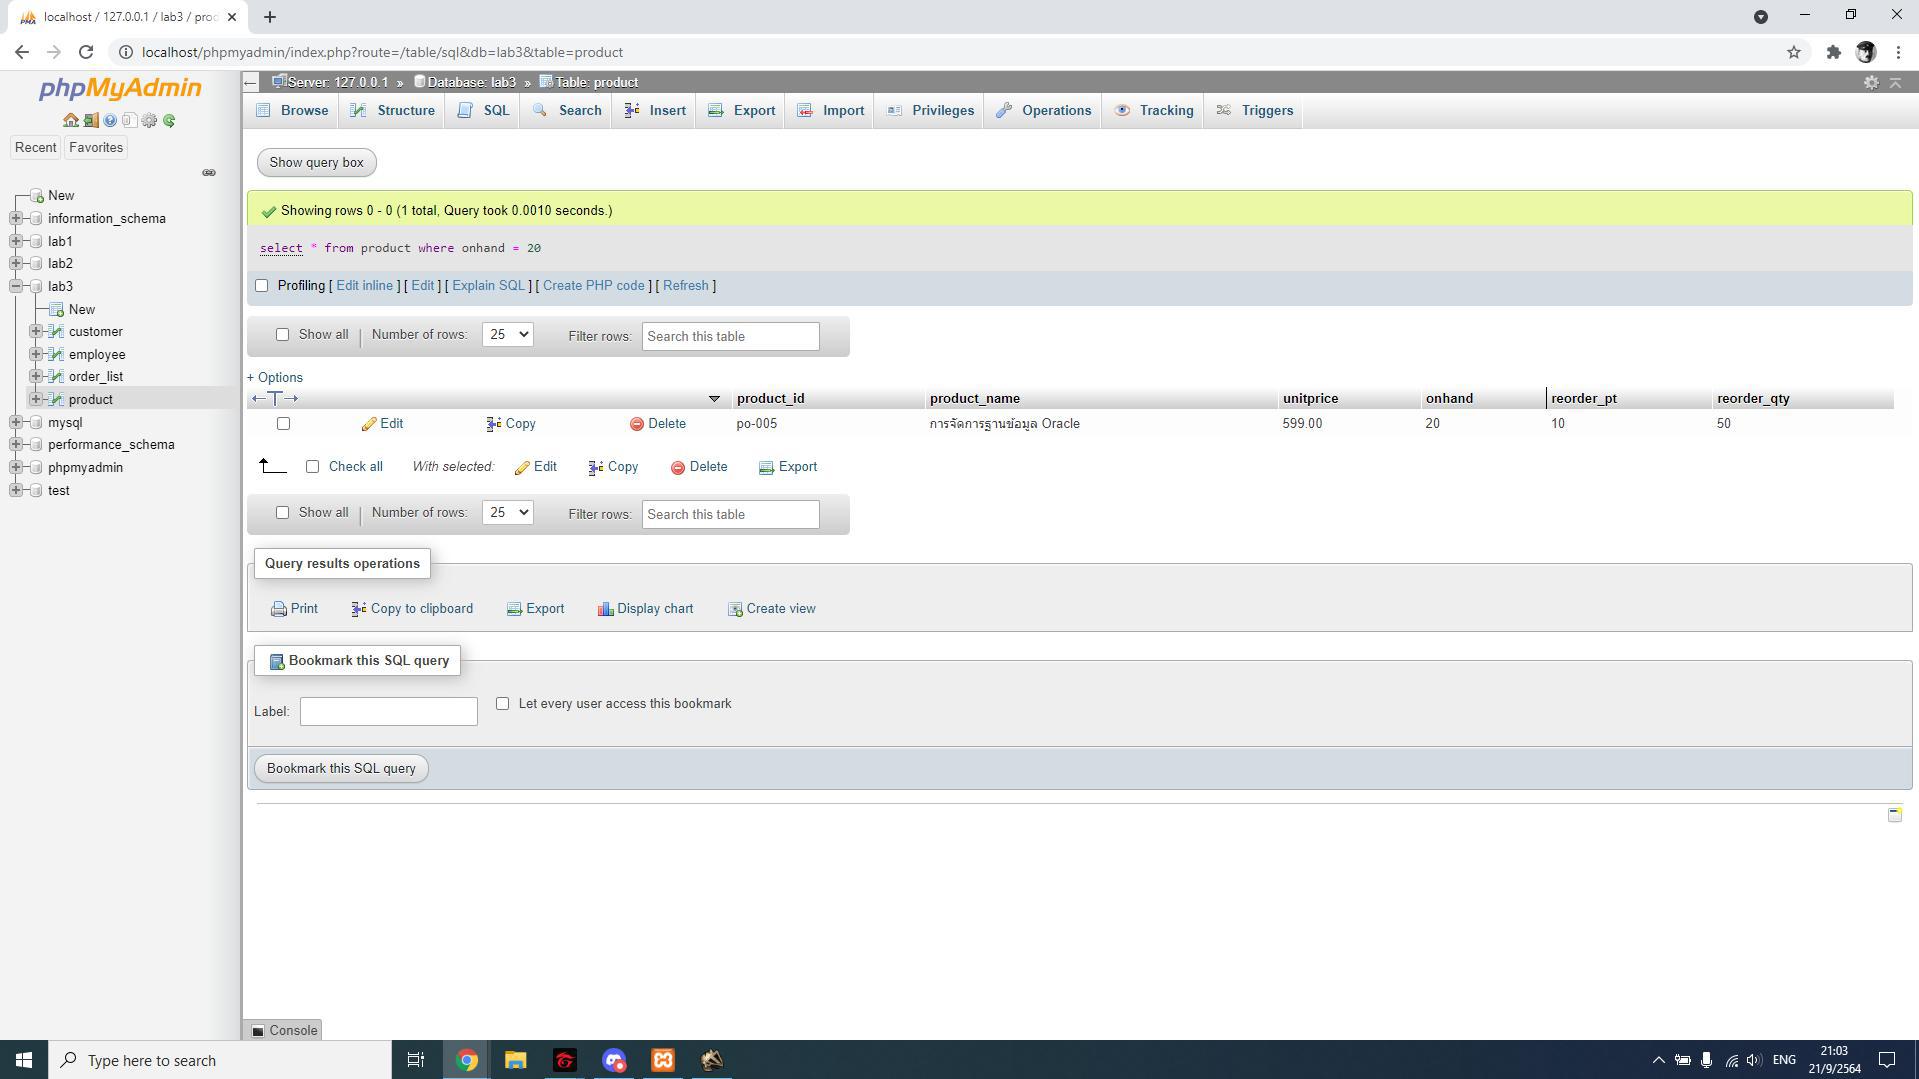 localhost / 127.0.0.1 / lab3 / prod
localhost/phpmyadmin/index.php?route=/table/sql&db=lab3&table=product
phpMyAdmin
Recent Favorites
New
information_schema
lab1
lab2
lab3
New
customer
employee
order_list
product
mysql
performance_schema
phpmyadmin
test
Server: 127.0.0.1 » Database: lab3 » Table: product
Browse Structure SQL Search Insert Export Import Privileges Operations Tracking Triggers
Show query box
Showing rows 0 - 0 (1 total, Query took 0.0010 seconds.)
select * from product where onhand = 20
Profiling [ Edit inline ] [ Edit ] [ Explain SQL ] [ Create PHP code ] [ Refresh ]
Show all | Number of rows: 25 Filter rows: Search this table
+ Options
←T→ product_id product_name unitprice onhand reorder_pt reorder_qty
Edit Copy Delete po-005 การจัดการฐานข้อมูล Oracle 599.00 20 10 50
Check all With selected: Edit Copy Delete Export
Show all | Number of rows: 25 Filter rows: Search this table
Query results operations
Print Copy to clipboard Export Display chart Create view
Bookmark this SQL query
Label: Let every user access this bookmark
Bookmark this SQL query
Console
Type here to search
ENG
21:03
21/9/2564